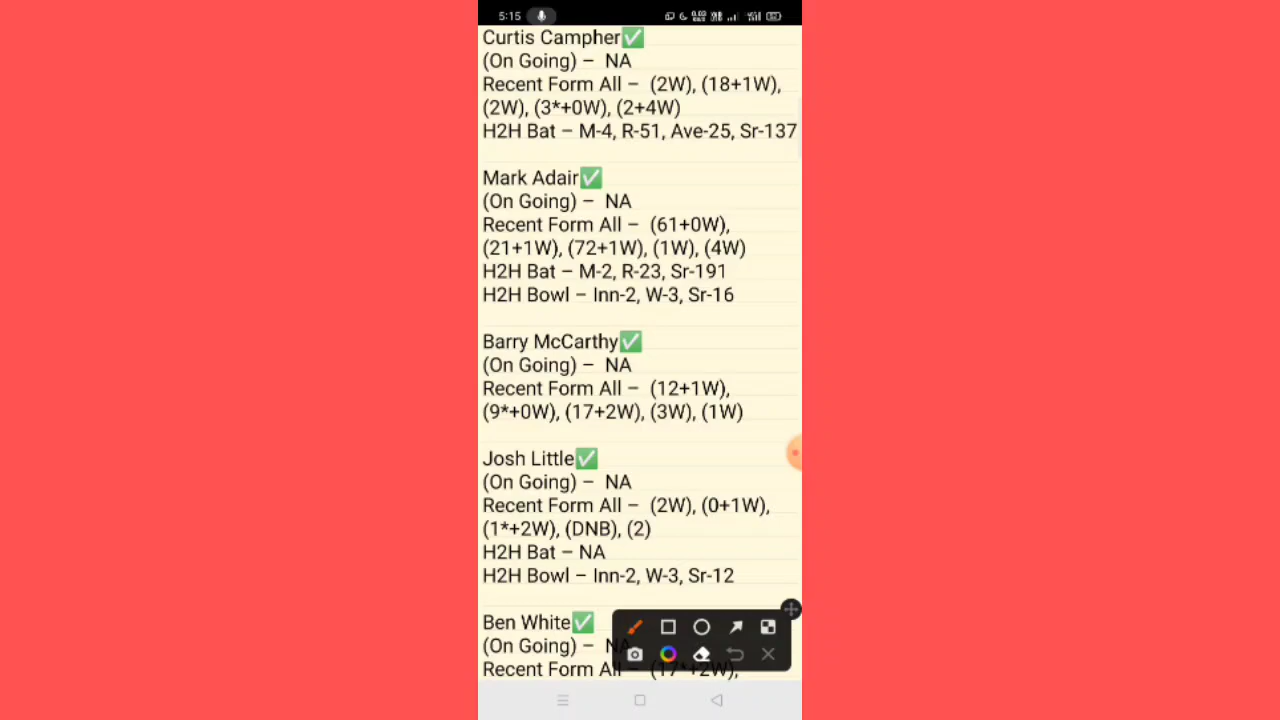 5:15
Curtis Campher✅
(On Going) – NA
Recent Form All – (2W), (18+1W),
(2W), (3*+0W), (2+4W)
H2H Bat – M-4, R-51, Ave-25, Sr-137
Mark Adair✅
(On Going) – NA
Recent Form All – (61+0W),
(21+1W), (72+1W), (1W), (4W)
H2H Bat – M-2, R-23, Sr-191
H2H Bowl – Inn-2, W-3, Sr-16
Barry McCarthy✅
(On Going) – NA
Recent Form All – (12+1W),
(9*+0W), (17+2W), (3W), (1W)
Josh Little✅
(On Going) – NA
Recent Form All – (2W), (0+1W),
(1*+2W), (DNB), (2)
H2H Bat – NA
H2H Bowl – Inn-2, W-3, Sr-12
Ben White✅
(On Going) – NA
Recent Form All – (17*+2W),